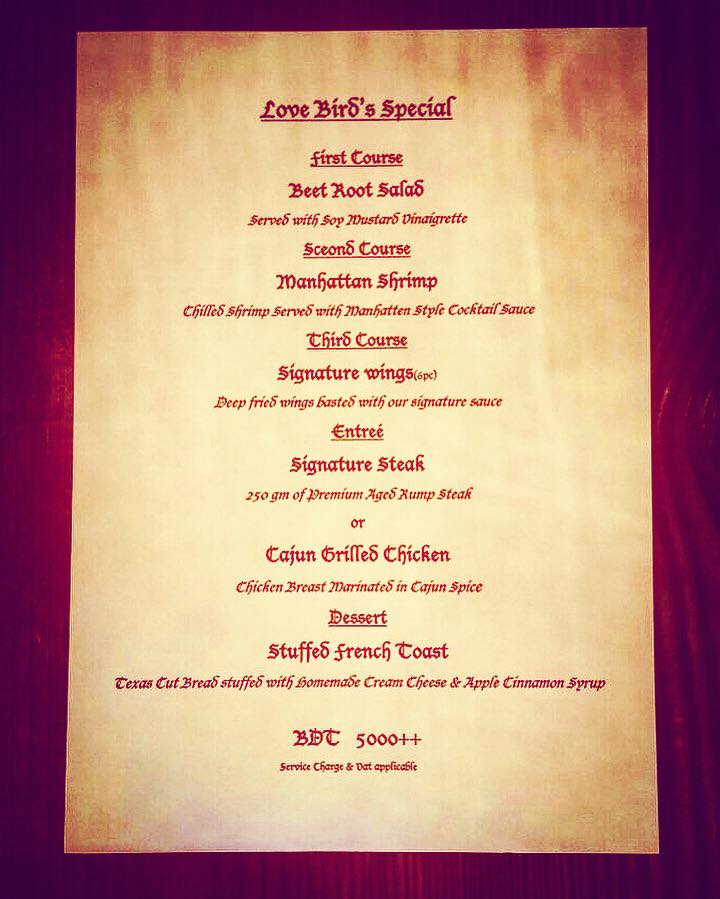 Love Bird's Special
First Course
Beet Root Salad
Served with Soy Mustard Vinaigrette
Sceond Course
Manhattan Shrimp
Chilled Shrimp Served with Manhatten Style Cocktail Sauce
Third Course
Signature wings(6pc)
Deep fried wings basted with our signature sauce
Entreé
Signature Steak
250 gm of Premium Aged Rump Steak
or
Cajun Grilled Chicken
Chicken Breast Marinated in Cajun Spice
Dessert
Stuffed French Toast
Texas Cut Bread stuffed with Homemade Cream Cheese & Apple Cinnamon Syrup
BDT 5000++
Service Charge & Vat applicable